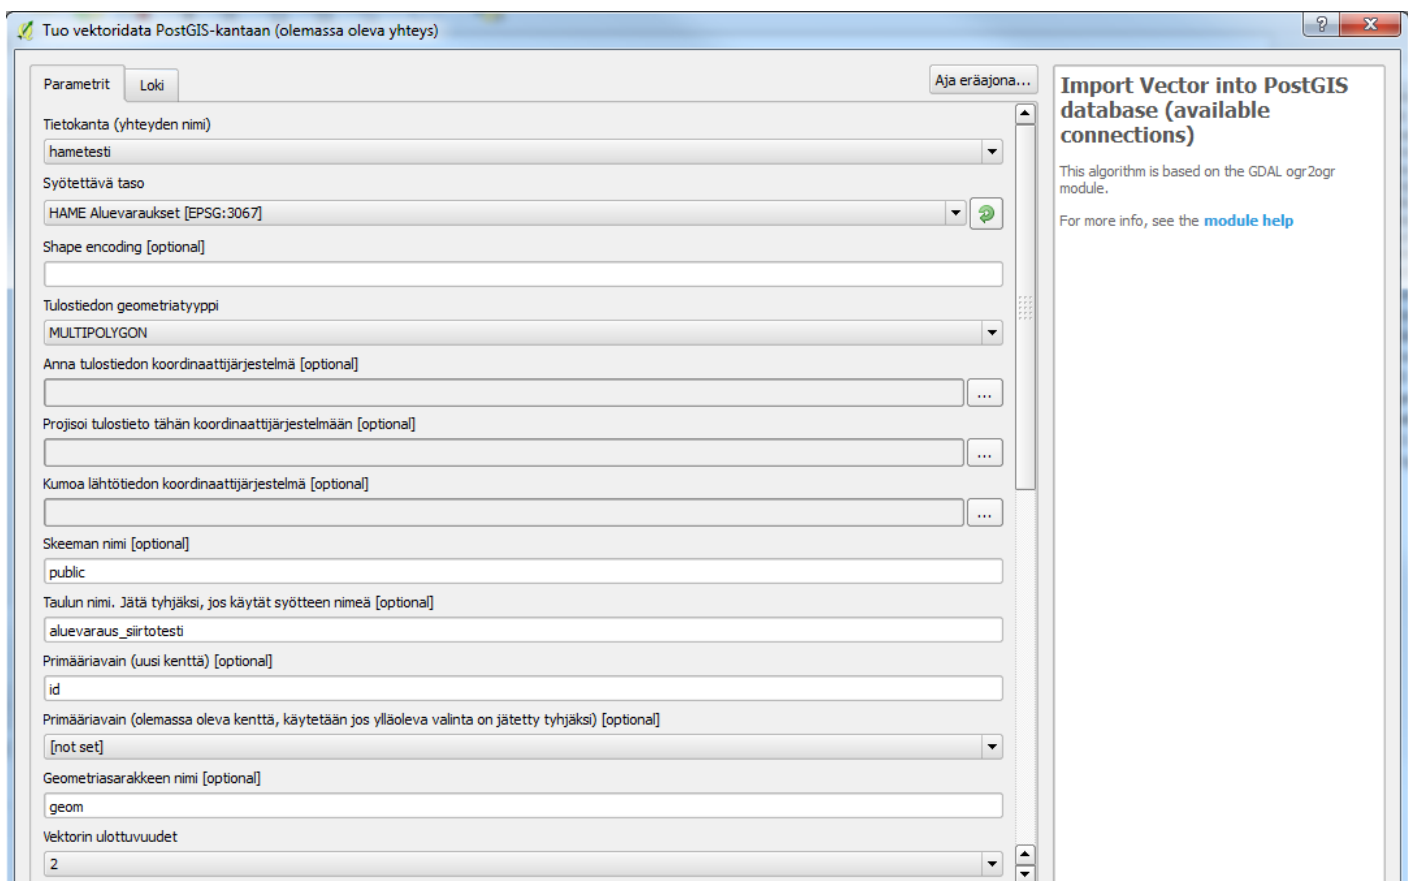 Tuo vektoridata PostGIS-kantaan (olemassa oleva yhteys)
Parametrit
Loki
Aja eräajona...
Tietokanta (yhteyden nimi)
hametesti
Syötettävä taso
HAME Aluevaraukset [EPSG:3067]
Shape encoding [optional]
Tulostiedon geometriatyyppi
MULTIPOLYGON
Anna tulostiedon koordinaattijärjestelmä [optional]
...
Projisoi tulostieto tähän koordinaattijärjestelmään [optional]
...
Kumoa lähtötiedon koordinaattijärjestelmä [optional]
...
Skeeman nimi [optional]
public
Taulun nimi. Jätä tyhjäksi, jos käytät syötteen nimeä [optional]
aluevaraus_siirtotesti
Primääriavain (uusi kenttä) [optional]
id
Primääriavain (olemassa oleva kenttä, käytetään jos ylläoleva valinta on jätetty tyhjäksi) [optional]
[not set]
Geometriasarakkeen nimi [optional]
geom
Vektorin ulottuvuudet
2
Import Vector into PostGIS
database (available
connections)
This algorithm is based on the GDAL ogr2ogr
module.
For more info, see the module help